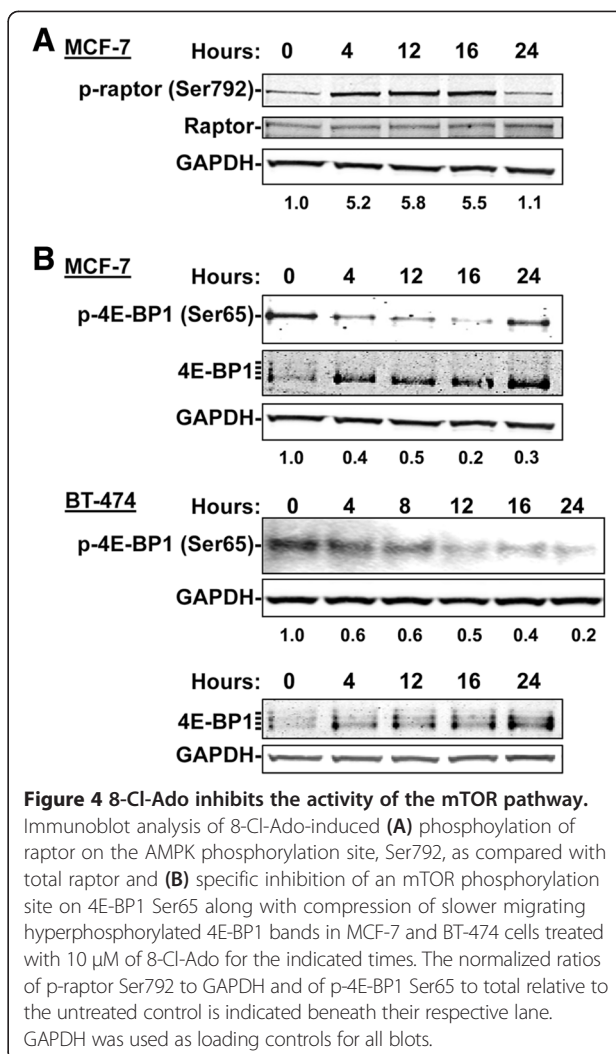 A MCF-7 Hours: 0 4 12 16 24
p-raptor (Ser792)-
Raptor-
GAPDH-
1.0 5.2 5.8 5.5 1.1
B
MCF-7 Hours: 0 4 12 16 24
p-4E-BP1 (Ser65)-
4E-BP1
GAPDH-
1.0 0.4 0.5 0.2 0.3
BT-474 Hours: 0 4 8 12 16 24
p-4E-BP1 (Ser65)-
GAPDH-
1.0 0.6 0.6 0.5 0.4 0.2
Hours: 0 4 12 16 24
4E-BP1
GAPDH-
Figure 4 8-Cl-Ado inhibits the activity of the mTOR pathway.
Immunoblot analysis of 8-Cl-Ado-induced (A) phosphoylation of
raptor on the AMPK phosphorylation site, Ser792, as compared with
total raptor and (B) specific inhibition of an mTOR phosphorylation
site on 4E-BP1 Ser65 along with compression of slower migrating
hyperphosphorylated 4E-BP1 bands in MCF-7 and BT-474 cells treated
with 10 μM of 8-Cl-Ado for the indicated times. The normalized ratios
of p-raptor Ser792 to GAPDH and of p-4E-BP1 Ser65 to total relative to
the untreated control is indicated beneath their respective lane.
GAPDH was used as loading controls for all blots.